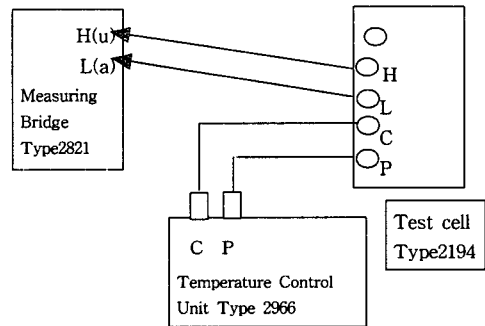 H(u)
L(a)
Measuring
Bridge
Type2821
H
L
C
P
C P
Temperature Control
Unit Type 2966
Test cell
Type2194